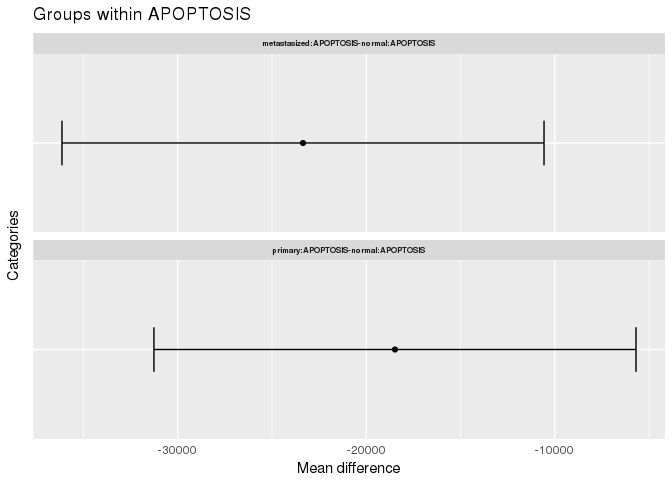 Groups within APOPTOSIS
metastasized:APOPTOSIS-normal:APOPTOSIS
primary:APOPTOSIS-normal:APOPTOSIS
Categories
-30000 -20000 -10000
Mean difference